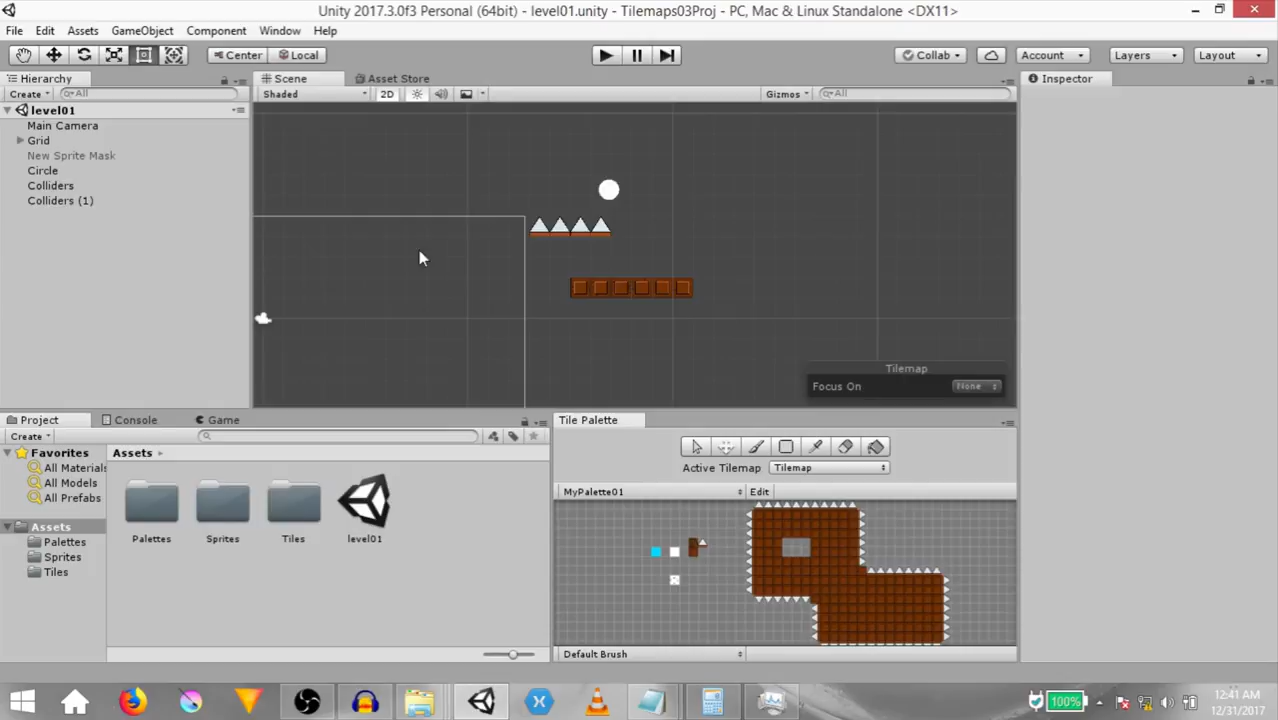 Unity 2017.3.0f3 Personal (64bit) - level01.unity - Tilemaps03Proj - PC, Mac & Linux Standalone <DX11>
File Edit Assets GameObject Component Window Help
Center Local Collab Account Layers Layout
Hierarchy Scene Asset Store Inspector
Create All Shaded 2D Gizmos All
level01
Main Camera
Grid
New Sprite Mask
Circle
Colliders
Colliders (1)
Tilemap
Focus On None
Project Console Game Tile Palette
Create
Favorites
All Materials
All Models
All Prefabs
Assets
Palettes
Sprites
Tiles
Assets
Palettes Sprites Tiles level01
Active Tilemap Tilemap
MyPalette01 Edit
Default Brush
100%
12:41 AM
12/31/2017